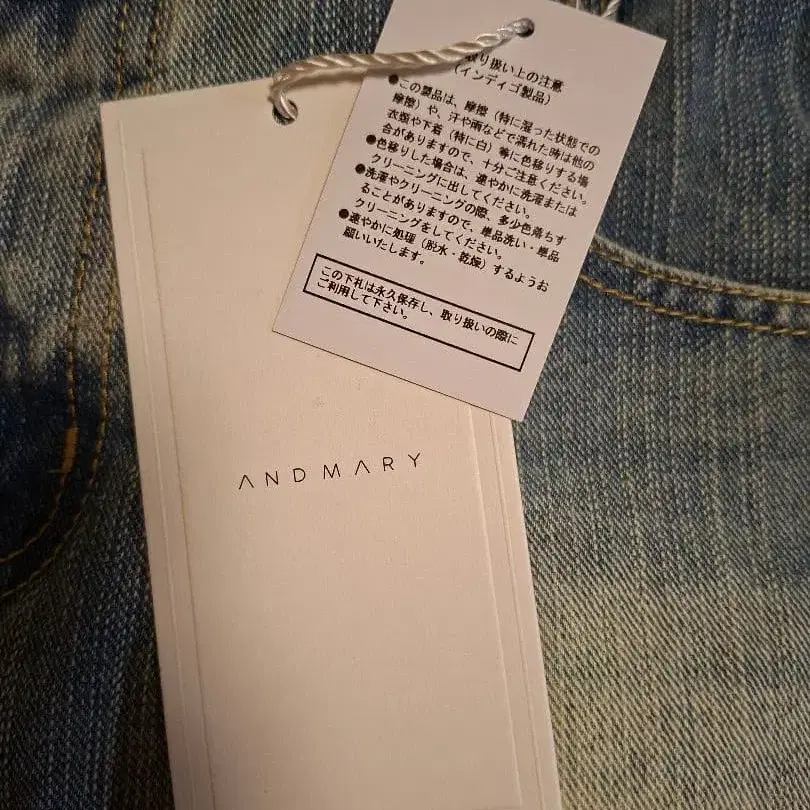 取り扱い上の注意
(インディゴ製品)
●この製品は、摩擦(特に湿った状態での
摩擦)や、汗や雨などで濡れた時は他の
衣服や下着(特に白)等に色移りする場
合がありますので、十分ご注意ください。
●色移りした場合は、速やかに洗濯または
クリーニングに出してください。
●洗濯やクリーニングの際、多少色落ちす
ることがありますので、単品洗い・単品
クリーニングをしてください。
●速やかに処理(脱水・乾燥)するようお
願いいたします。
この下札は永久保存し、取り扱いの際に
ご利用して下さい。
ANDMARY